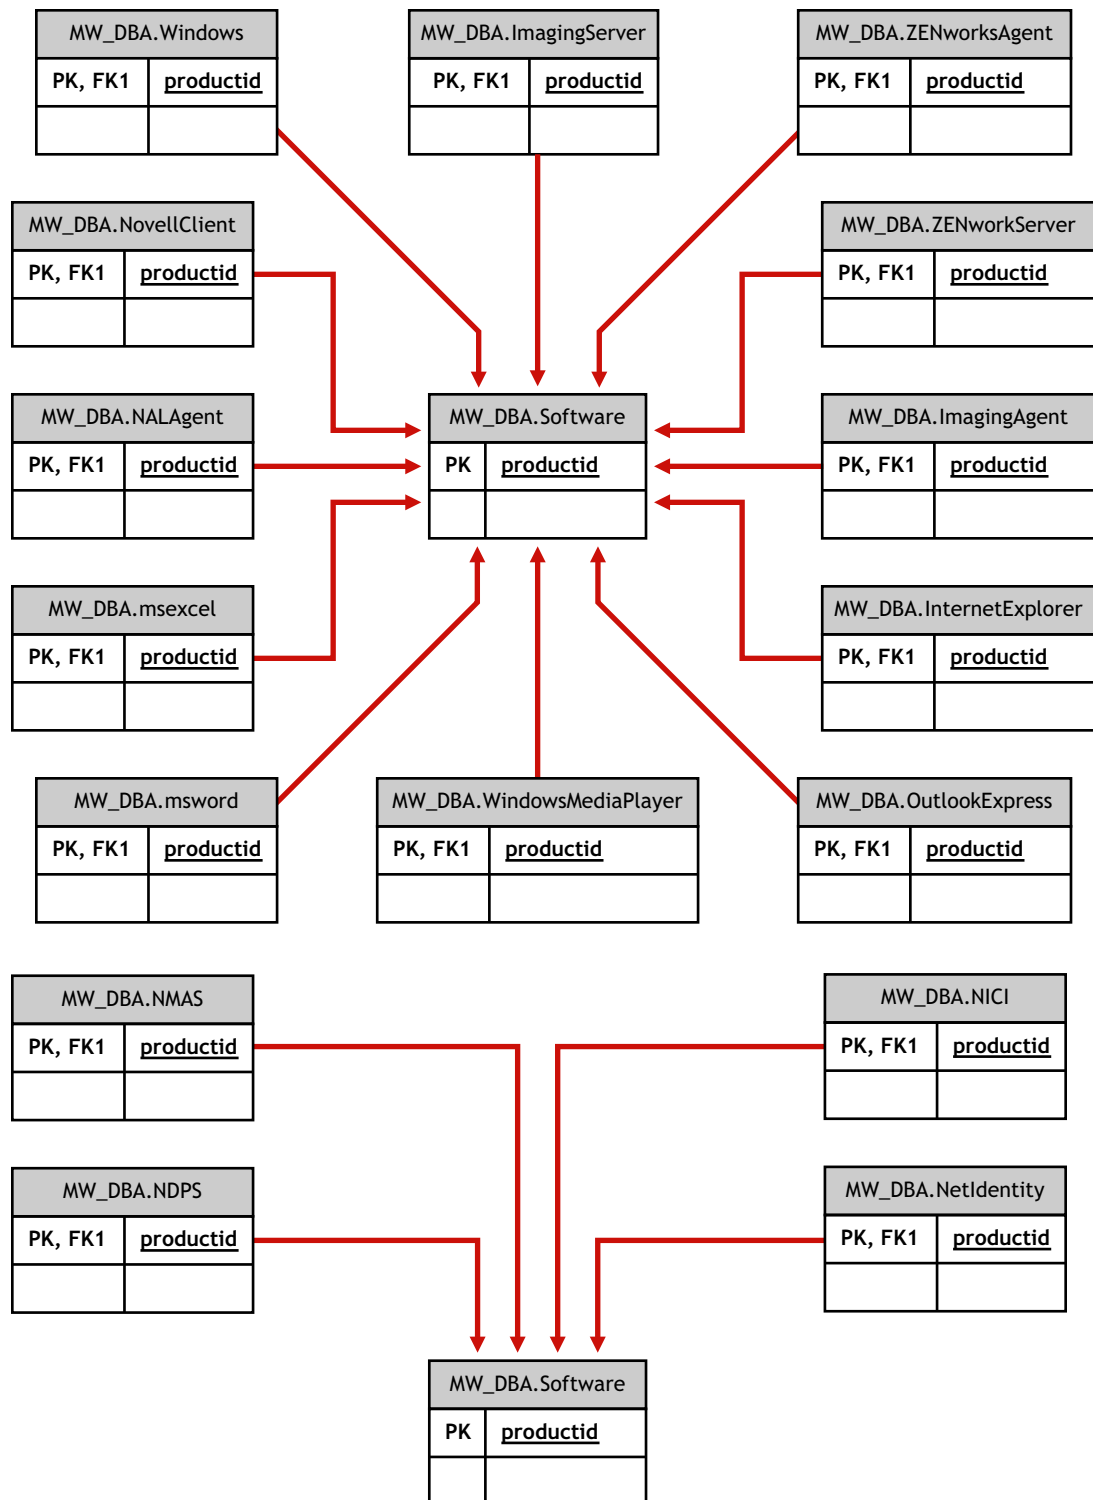 MW_DBA.Windows
PK, FK1 productid
MW_DBA.ImagingServer
PK, FK1 productid
MW_DBA.ZENworksAgent
PK, FK1 productid
MW_DBA.NovellClient
PK, FK1 productid
MW_DBA.ZENworkServer
PK, FK1 productid
MW_DBA.NALAgent
PK, FK1 productid
MW_DBA.Software
PK productid
MW_DBA.ImagingAgent
PK, FK1 productid
MW_DBA.msexcel
PK, FK1 productid
MW_DBA.InternetExplorer
PK, FK1 productid
MW_DBA.msword
PK, FK1 productid
MW_DBA.WindowsMediaPlayer
PK, FK1 productid
MW_DBA.OutlookExpress
PK, FK1 productid
MW_DBA.NMAS
PK, FK1 productid
MW_DBA.NICI
PK, FK1 productid
MW_DBA.NDPS
PK, FK1 productid
MW_DBA.NetIdentity
PK, FK1 productid
MW_DBA.Software
PK productid